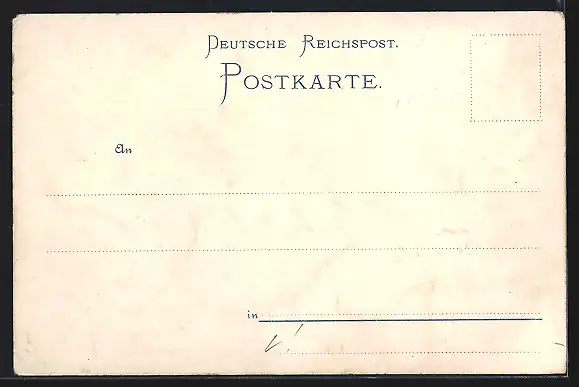 Deutsche Reichspost.
Postkarte.
An
in